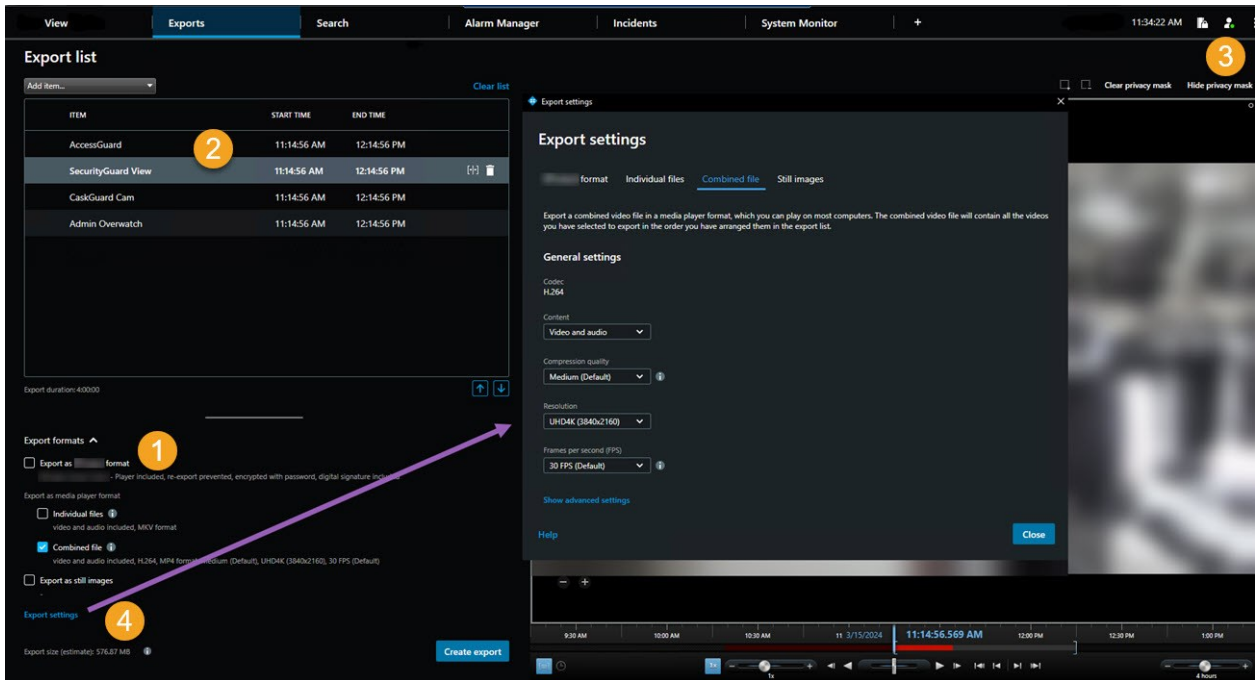 View Exports Search Alarm Manager Incidents System Monitor + 11:34:22 AM
3
Export list
Add item... Clear list
Clear privacy mask Hide privacy mask
ITEM START TIME END TIME
AccessGuard 11:14:56 AM 12:14:56 PM
2
SecurityGuard View 11:14:56 AM 12:14:56 PM
CaskGuard Cam 11:14:56 AM 12:14:56 PM
Admin Overwatch 11:14:56 AM 12:14:56 PM
Export duration: 4:00:00
Export formats
1
Export as format
- Player included, re-export prevented, encrypted with password, digital signature
Export as media player format
Individual files
video and audio included, MKV format
Combined file
video and audio included, H.264, MP4 format, Medium (Default), UHD4K (3840x2160), 30 FPS (Default)
Export as still images
-
Export settings
4
Export size (estimate): 576.87 MB
Create export
Export settings
Export settings
format Individual files Combined file Still images
Export a combined video file in a media player format, which you can play on most computers. The combined video file will contain all the videos
you have selected to export in the order you have arranged them in the export list.
General settings
Codec
H.264
Content
Video and audio
Compression quality
Medium (Default)
Resolution
UHD4K (3840x2160)
Frames per second (FPS)
30 FPS (Default)
Show advanced settings
Help Close
9:30 AM 10:00 AM 10:30 AM 11 3/15/2024 11:14:56.569 AM 12:00 PM 12:30 PM 1:00 PM
1x
1x
4 hours